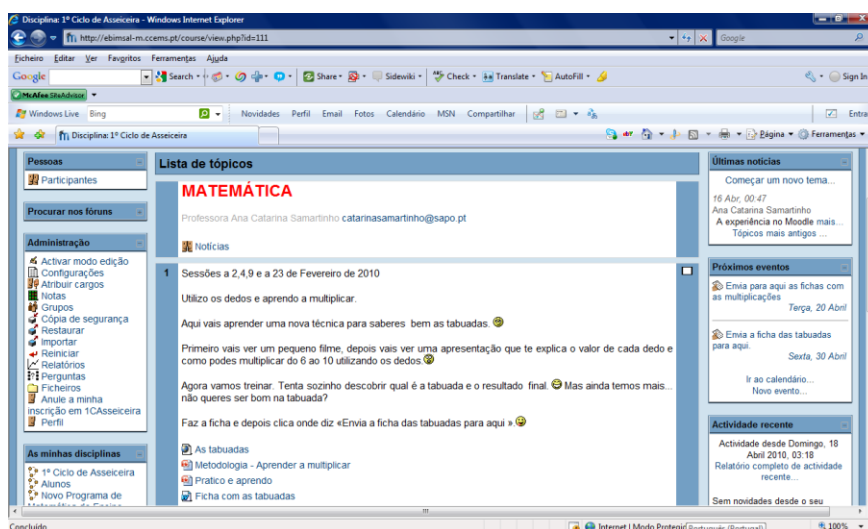 Disciplina: 1º Ciclo de Asseiceira - Windows Internet Explorer
http://ebimsal-m.ccems.pt/course/view.php?id=111
Google
Ficheiro Editar Ver Favoritos Ferramentas Ajuda
Google Search Share Sidewiki Check Translate AutoFill Sign In
McAfee SiteAdvisor
Windows Live Bing Novidades Perfil Email Fotos Calendário MSN Compartilhar Entra
Disciplina: 1º Ciclo de Asseiceira Página Ferramentas
Pessoas
Participantes
Procurar nos fóruns
Administração
Activar modo edição
Configurações
Atribuir cargos
Notas
Grupos
Cópia de segurança
Restaurar
Importar
Reiniciar
Relatórios
Perguntas
Ficheiros
Anule a minha
inscrição em 1CAsseiceira
Perfil
As minhas disciplinas
1º Ciclo de Asseiceira
Alunos
Novo Programa de
Matemática do Ensino
Lista de tópicos
MATEMÁTICA
Professora Ana Catarina Samartinho catarinasamartinho@sapo.pt
Notícias
1 Sessões a 2,4,9 e a 23 de Fevereiro de 2010
Utilizo os dedos e aprendo a multiplicar.
Aqui vais aprender uma nova técnica para saberes bem as tabuadas.
Primeiro vais ver um pequeno filme, depois vais ver uma apresentação que te explica o valor de cada dedo e
como podes multiplicar do 6 ao 10 utilizando os dedos.
Agora vamos treinar. Tenta sozinho descobrir qual é a tabuada e o resultado final. Mas ainda temos mais...
não queres ser bom na tabuada?
Faz a ficha e depois clica onde diz «Envia a ficha das tabuadas para aqui ».
As tabuadas
Metodologia - Aprender a multiplicar
Pratico e aprendo
Ficha com as tabuadas
Últimas notícias
Começar um novo tema...
16 Abr, 00:47
Ana Catarina Samartinho
A experiência no Moodle mais...
Tópicos mais antigos ...
Próximos eventos
Envia para aqui as fichas com
as multiplicações
Terça, 20 Abril
Envia a ficha das tabuadas
para aqui.
Sexta, 30 Abril
Ir ao calendário...
Novo evento...
Actividade recente
Actividade desde Domingo, 18
Abril 2010, 03:18
Relatório completo de actividade
recente...
Sem novidades desde o seu
Concluído
Internet | Modo Protegid
Português (Portugal)
100%